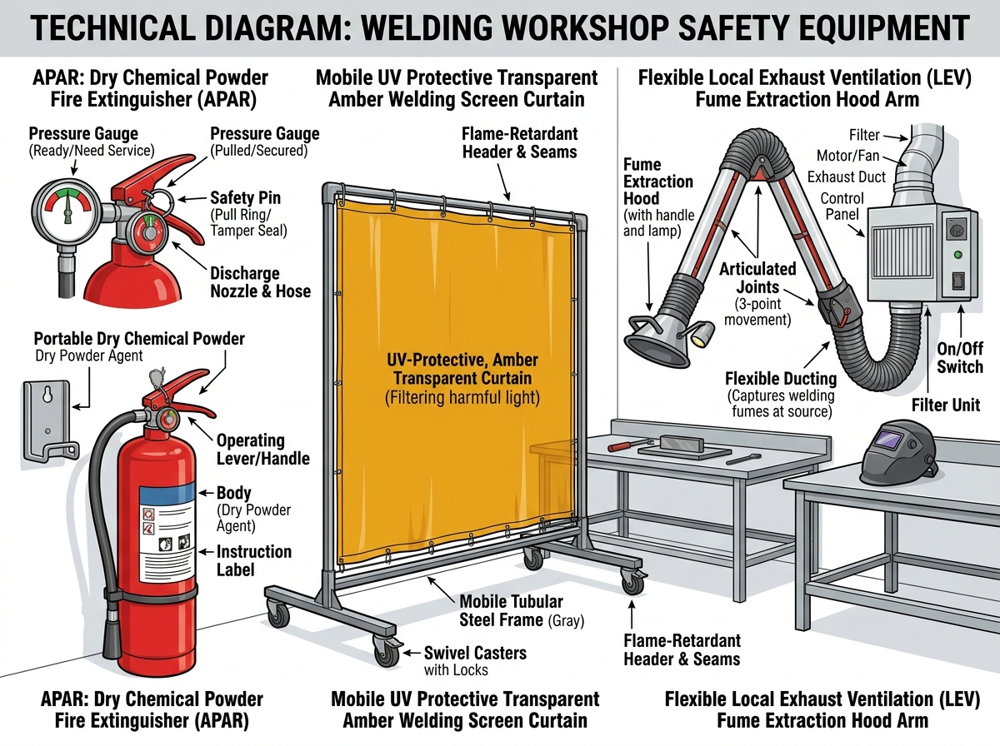 TECHNICAL DIAGRAM: WELDING WORKSHOP SAFETY EQUIPMENT
APAR: Dry Chemical Powder
Fire Extinguisher (APAR)
Pressure Gauge
(Ready/Need Service)
Pressure Gauge
(Pulled/Secured)
Safety Pin
(Pull Ring/
Tamper Seal)
Discharge
Nozzle & Hose
Portable Dry Chemical Powder
Dry Powder Agent
Operating
Lever/Handle
Body
(Dry Powder
Agent)
Instruction
Label
APAR: Dry Chemical Powder
Fire Extinguisher (APAR)
Mobile UV Protective Transparent
Amber Welding Screen Curtain
Flame-Retardant
Header & Seams
UV-Protective, Amber
Transparent Curtain
(Filtering harmful light)
Mobile Tubular
Steel Frame (Gray)
Swivel Casters
with Locks
Flame-Retardant
Header & Seams
Mobile UV Protective Transparent
Amber Welding Screen Curtain
Flexible Local Exhaust Ventilation (LEV)
Fume Extraction Hood Arm
Fume
Extraction
Hood
(with handle
and lamp)
Filter
Motor/Fan
Exhaust Duct
Control
Panel
Articulated
Joints
(3-point
movement)
Flexible Ducting
(Captures welding
fumes at source)
On/Off
Switch
Filter Unit
Flexible Local Exhaust Ventilation (LEV)
Fume Extraction Hood Arm